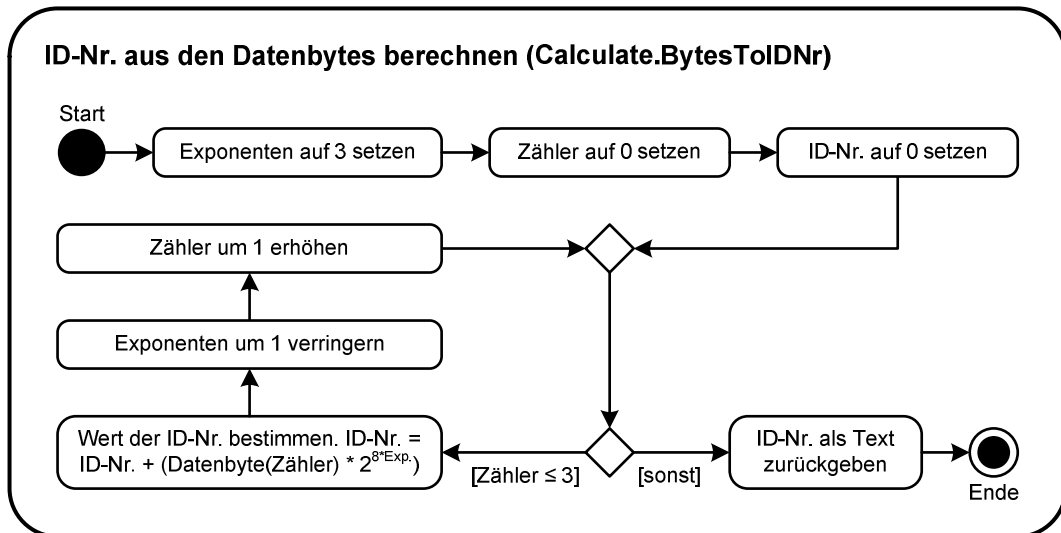 ID-Nr. aus den Datenbytes berechnen (Calculate.BytesToIDNr)
Start
Exponenten auf 3 setzen
Zähler auf 0 setzen
ID-Nr. auf 0 setzen
Zähler um 1 erhöhen
Exponenten um 1 verringern
Wert der ID-Nr. bestimmen. ID-Nr. =
ID-Nr. + (Datenbyte(Zähler) * 2^8*Exp.)
[Zähler ≤ 3]
[sonst]
ID-Nr. als Text
zurückgeben
Ende